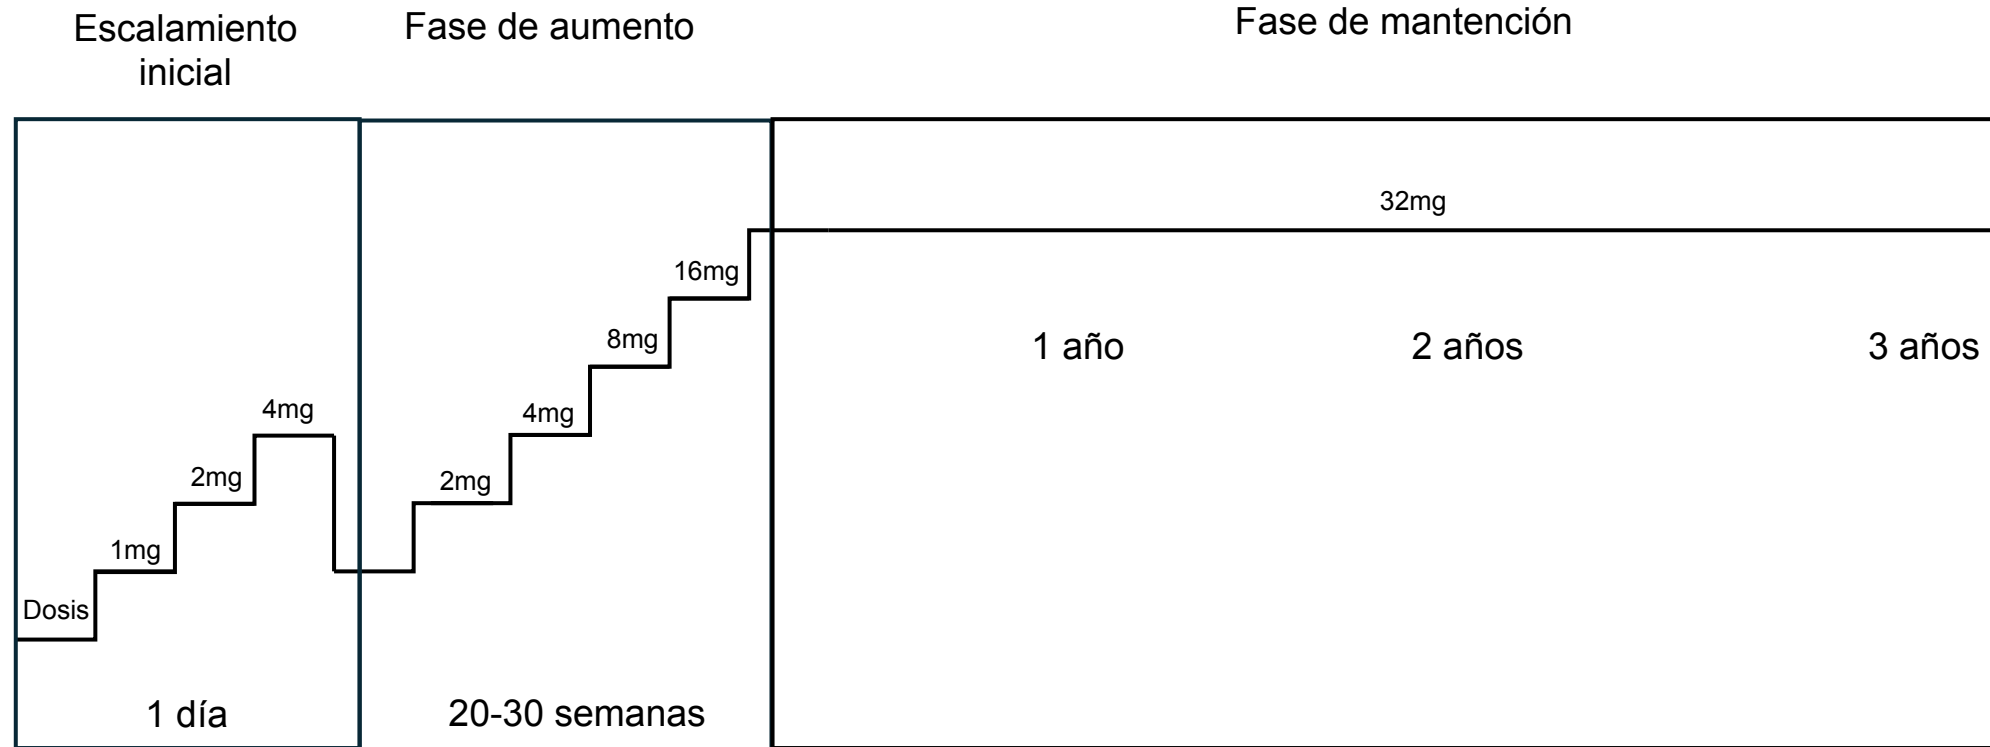 Escalamiento
inicial
Fase de aumento
Fase de mantención
Dosis
1mg
2mg
4mg
1 día
2mg
4mg
8mg
16mg
20-30 semanas
32mg
1 año
2 años
3 años